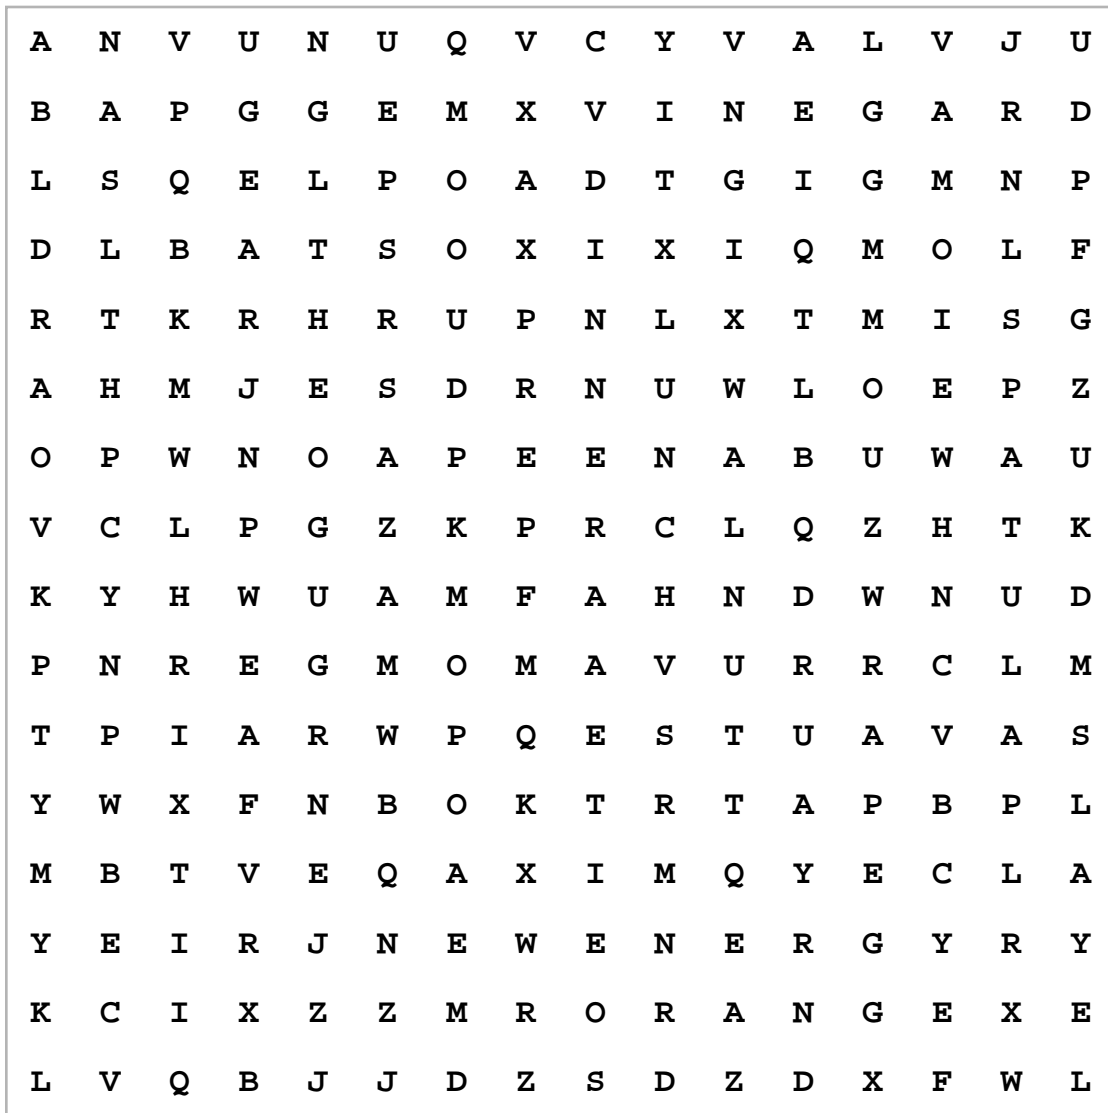 A N V U N U Q V C Y V A L V J U
B A P G G E M X V I N E G A R D
L S Q E L P O A D T G I G M N P
D L B A T S O X I X I Q M O L F
R T K R H R U P N L X T M I S G
A H M J E S D R N U W L O E P Z
O P W N O A P E E N A B U W A U
V C L P G Z K P R C L Q Z H T K
K Y H W U A M F A H N D W N U D
P N R E G M O M A V U R R C L M
T P I A R W P Q E S T U A V A S
Y W X F N B O K T R T A P B P L
M B T V E Q A X I M Q Y E C L A
Y E I R J N E W E N E R G Y R Y
K C I X Z Z M R O R A N G E X E
L V Q B J J D Z S D Z D X F W L